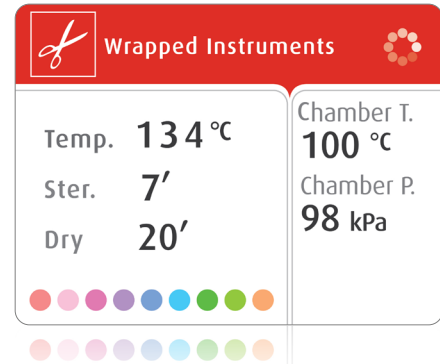 Wrapped Instruments
Temp. 134 °C
Ster. 7′
Dry 20′
Chamber T.
100 °C
Chamber P.
98 kPa